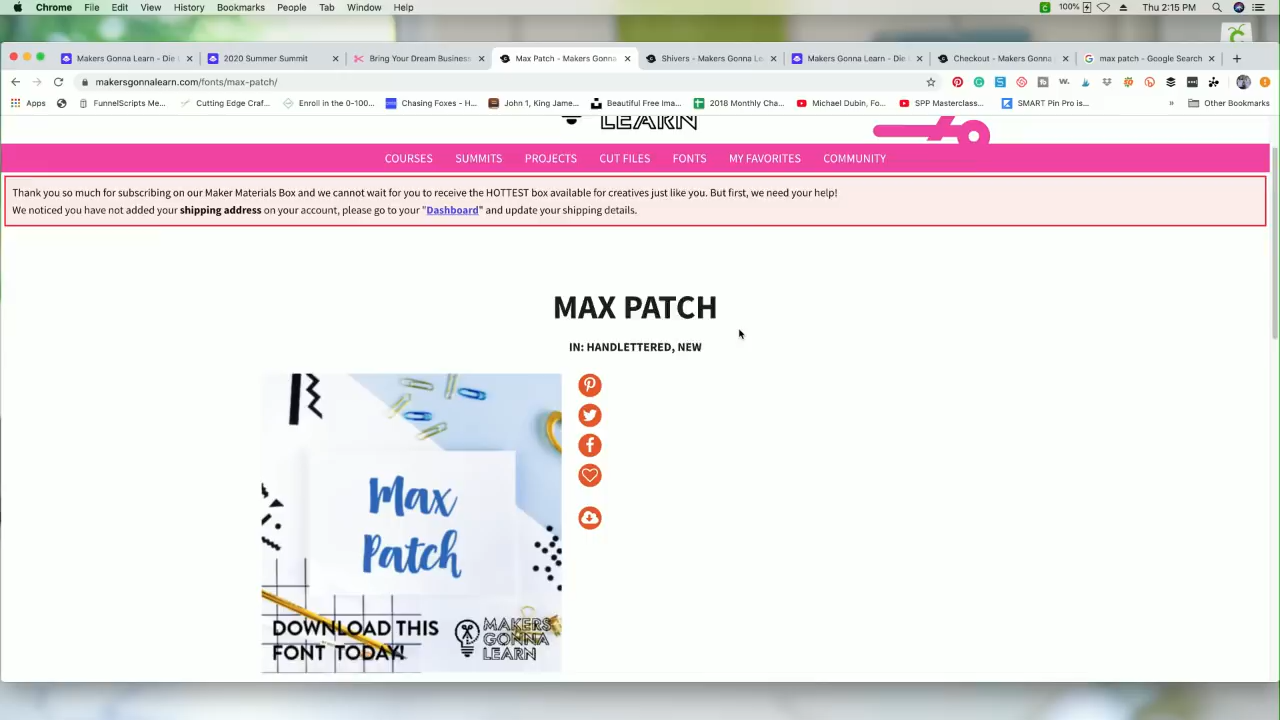 Chrome File Edit View History Bookmarks People Tab Window Help 100% Thu 2:15 PM
Makers Gonna Learn - Die 2020 Summer Summit Bring Your Dream Business Max Patch - Makers Gonna Shivers - Makers Gonna Le Makers Gonna Learn - Die Checkout - Makers Gonna max patch - Google Search
makersgonnalearn.com/fonts/max-patch/
Apps FunnelScripts Me... Cutting Edge Craf... Enroll in the 0-100... Chasing Foxes - H... John 1, King Jame... Beautiful Free Ima... 2018 Monthly Cha... Michael Dubin, Fo... SPP Masterclass... SMART Pin Pro is... » Other Bookmarks
LEARN
COURSES SUMMITS PROJECTS CUT FILES FONTS MY FAVORITES COMMUNITY
Thank you so much for subscribing on our Maker Materials Box and we cannot wait for you to receive the HOTTEST box available for creatives just like you. But first, we need your help!
We noticed you have not added your shipping address on your account, please go to your "Dashboard" and update your shipping details.
MAX PATCH
IN: HANDLETTERED, NEW
Max
Patch
DOWNLOAD THIS
FONT TODAY!
MAKERS
GONNA
LEARN